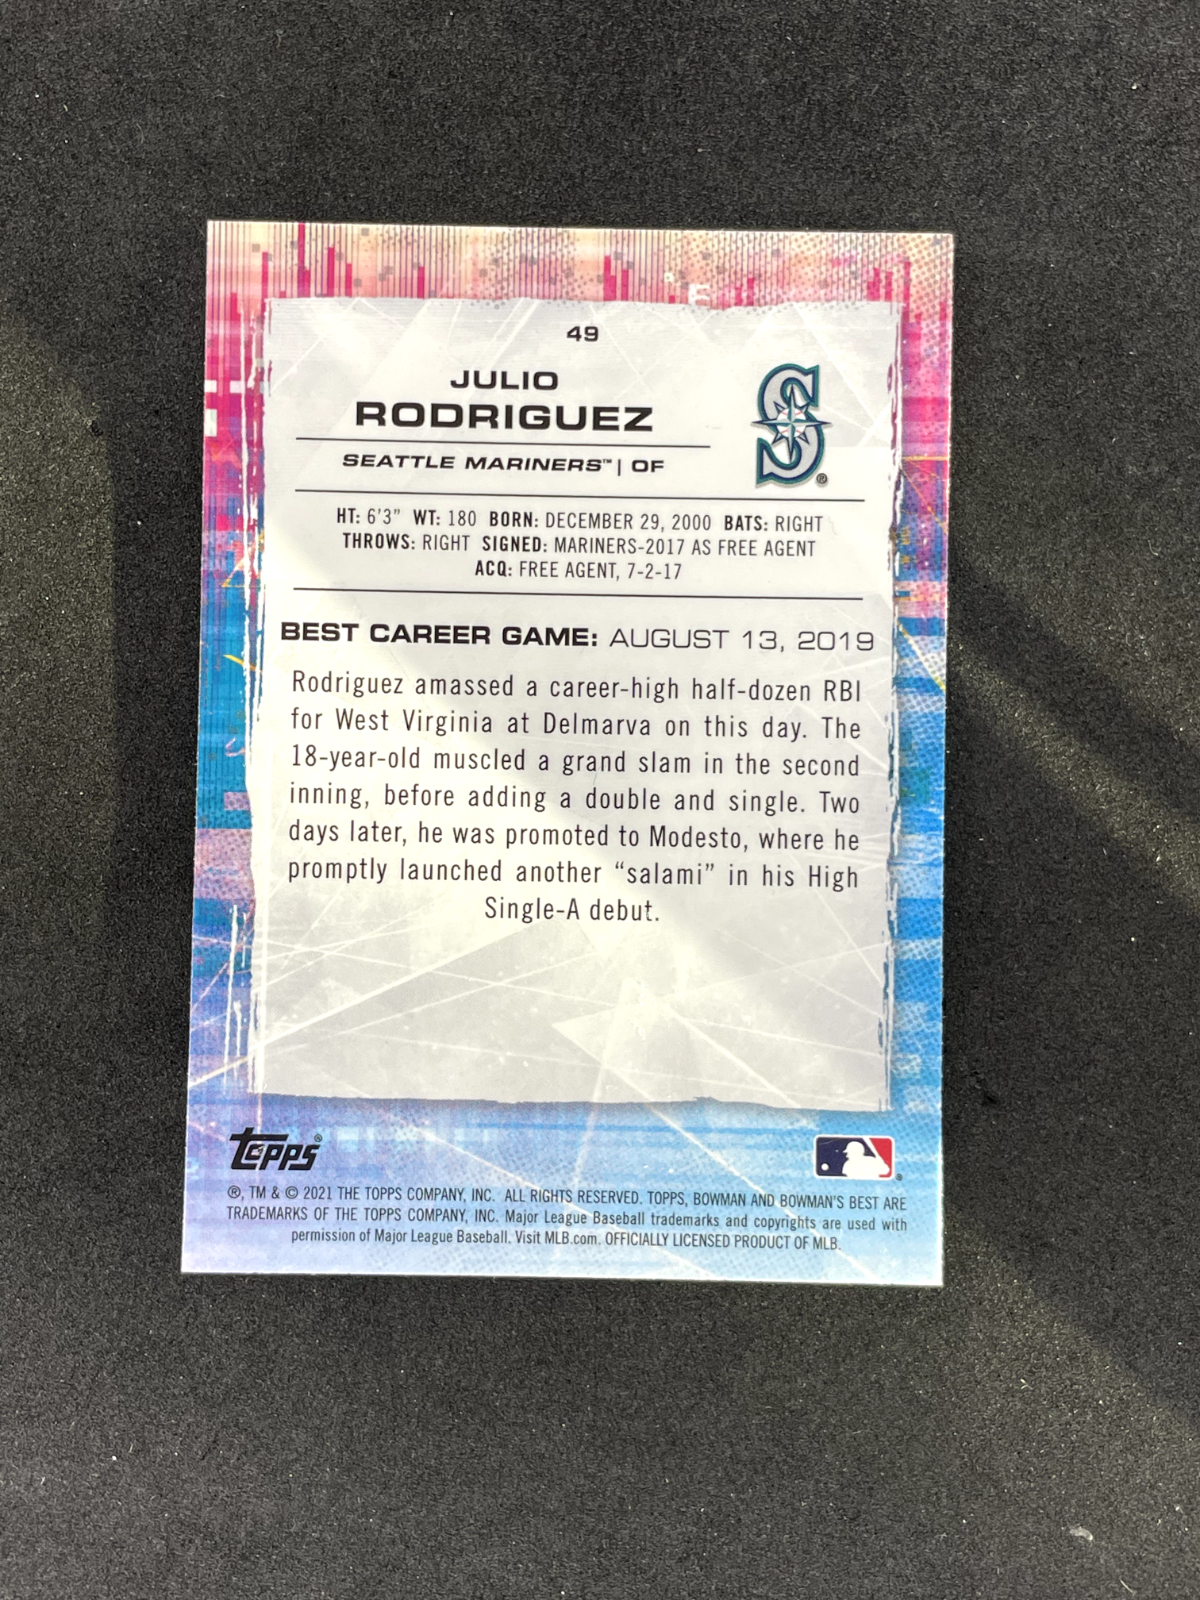 49
JULIO
RODRIGUEZ
SEATTLE MARINERS™ | OF
S®
HT: 6'3" WT: 180 BORN: DECEMBER 29, 2000 BATS: RIGHT
THROWS: RIGHT SIGNED: MARINERS-2017 AS FREE AGENT
ACQ: FREE AGENT, 7-2-17
BEST CAREER GAME: AUGUST 13, 2019
Rodriguez amassed a career-high half-dozen RBI
for West Virginia at Delmarva on this day. The
18-year-old muscled a grand slam in the second
inning, before adding a double and single. Two
days later, he was promoted to Modesto, where he
promptly launched another “salami” in his High
Single-A debut.
TOPPS®
®, TM & © 2021 THE TOPPS COMPANY, INC. ALL RIGHTS RESERVED. TOPPS, BOWMAN AND BOWMAN'S BEST ARE
TRADEMARKS OF THE TOPPS COMPANY, INC. Major League Baseball trademarks and copyrights are used with
permission of Major League Baseball. Visit MLB.com. OFFICIALLY LICENSED PRODUCT OF MLB.